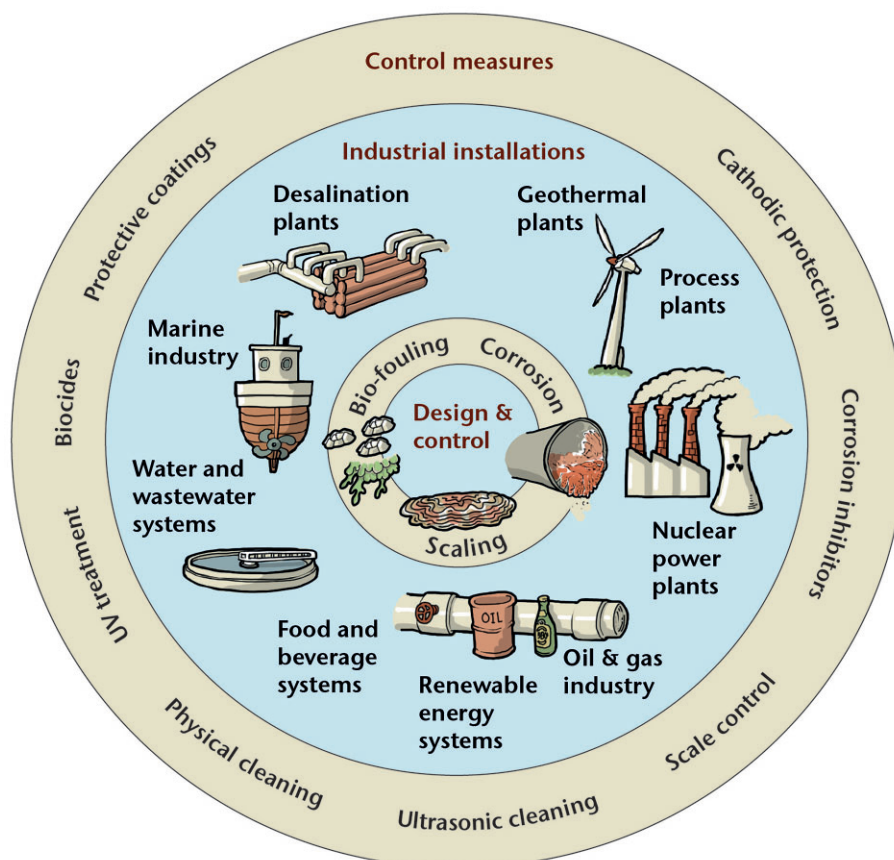 Control measures
Protective coatings
Cathodic protection
Industrial installations
Desalination
plants
Geothermal
plants
Process
plants
Marine
industry
Biocides
Bio-fouling
Corrosion
Design &
control
Corrosion inhibitors
Water and
wastewater
systems
Scaling
Nuclear
power
plants
UV treatment
OIL
Food and
beverage
systems
Oil & gas
industry
Renewable
energy
systems
Physical cleaning
Scale control
Ultrasonic cleaning